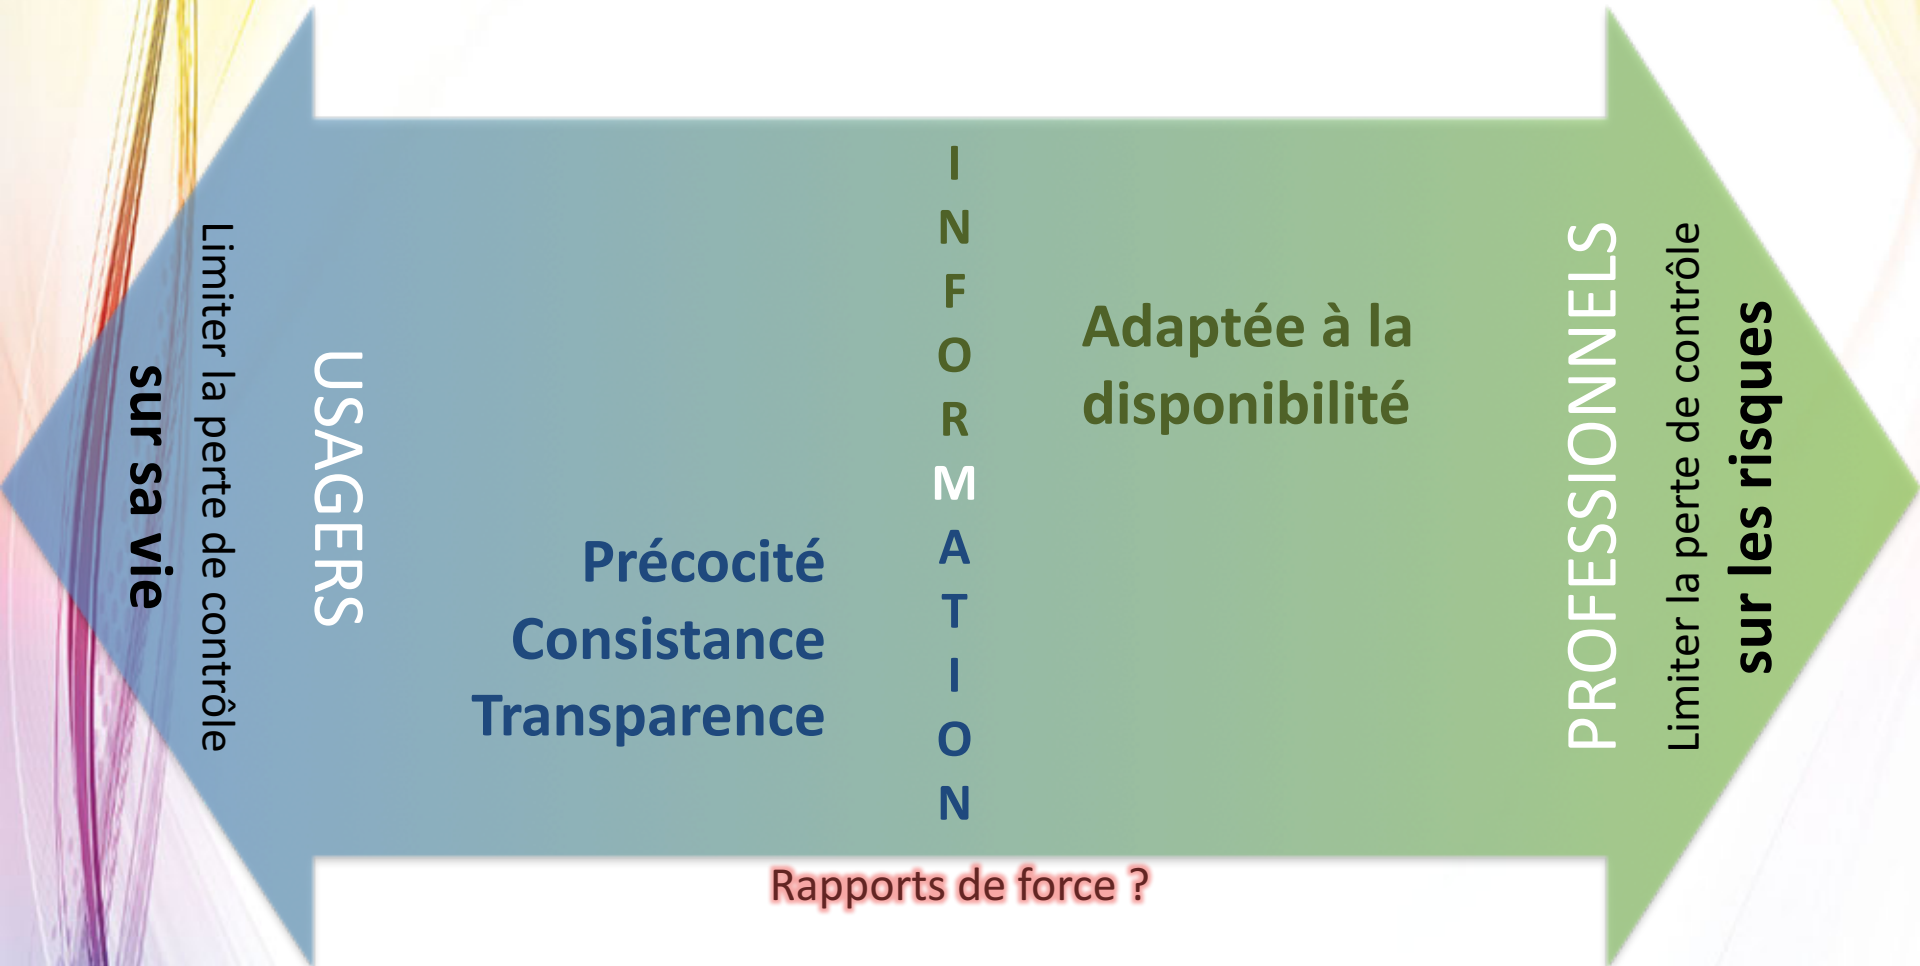 sur sa vie
Limiter la perte de contrôle
USAGERS
Précocité
Consistance
Transparence
I
N
F
O
R
M
A
T
I
O
N
Adaptée à la
disponibilité
PROFESSIONNELS
Limiter la perte de contrôle
sur les risques
Rapports de force ?